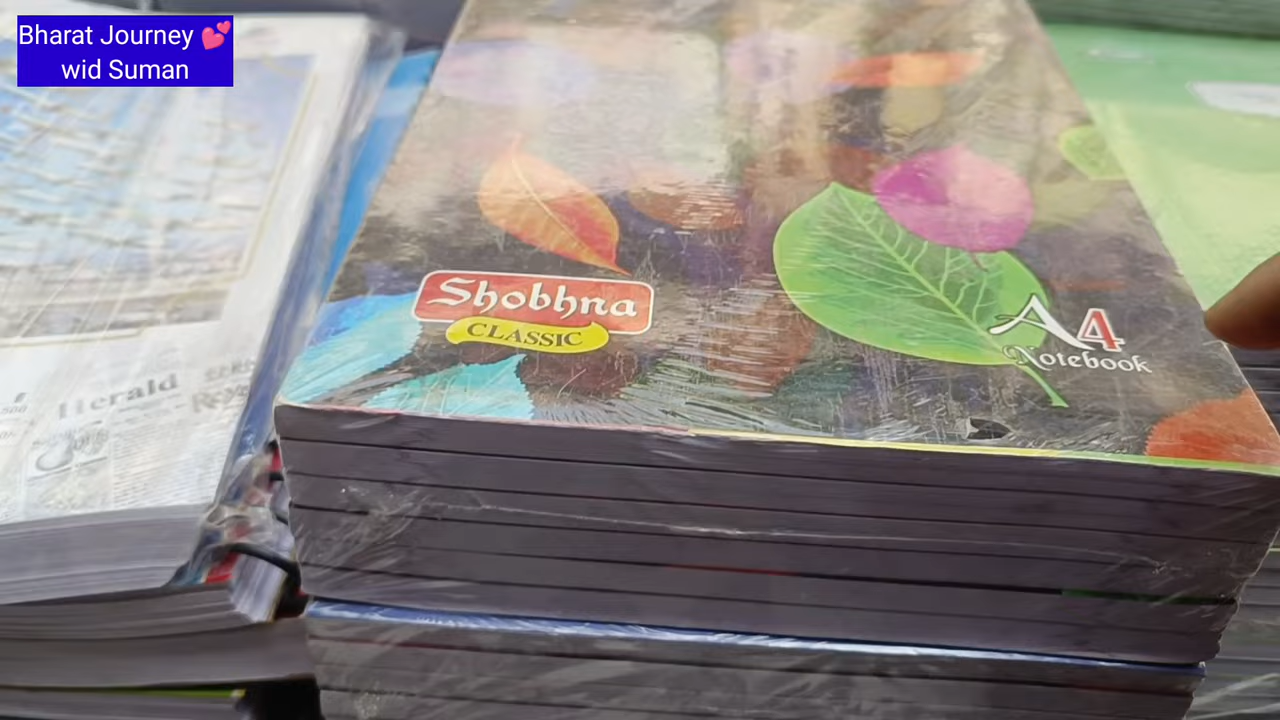 Bharat Journey 💕
wid Suman
Shobhna
CLASSIC
A4
Notebook
Herald